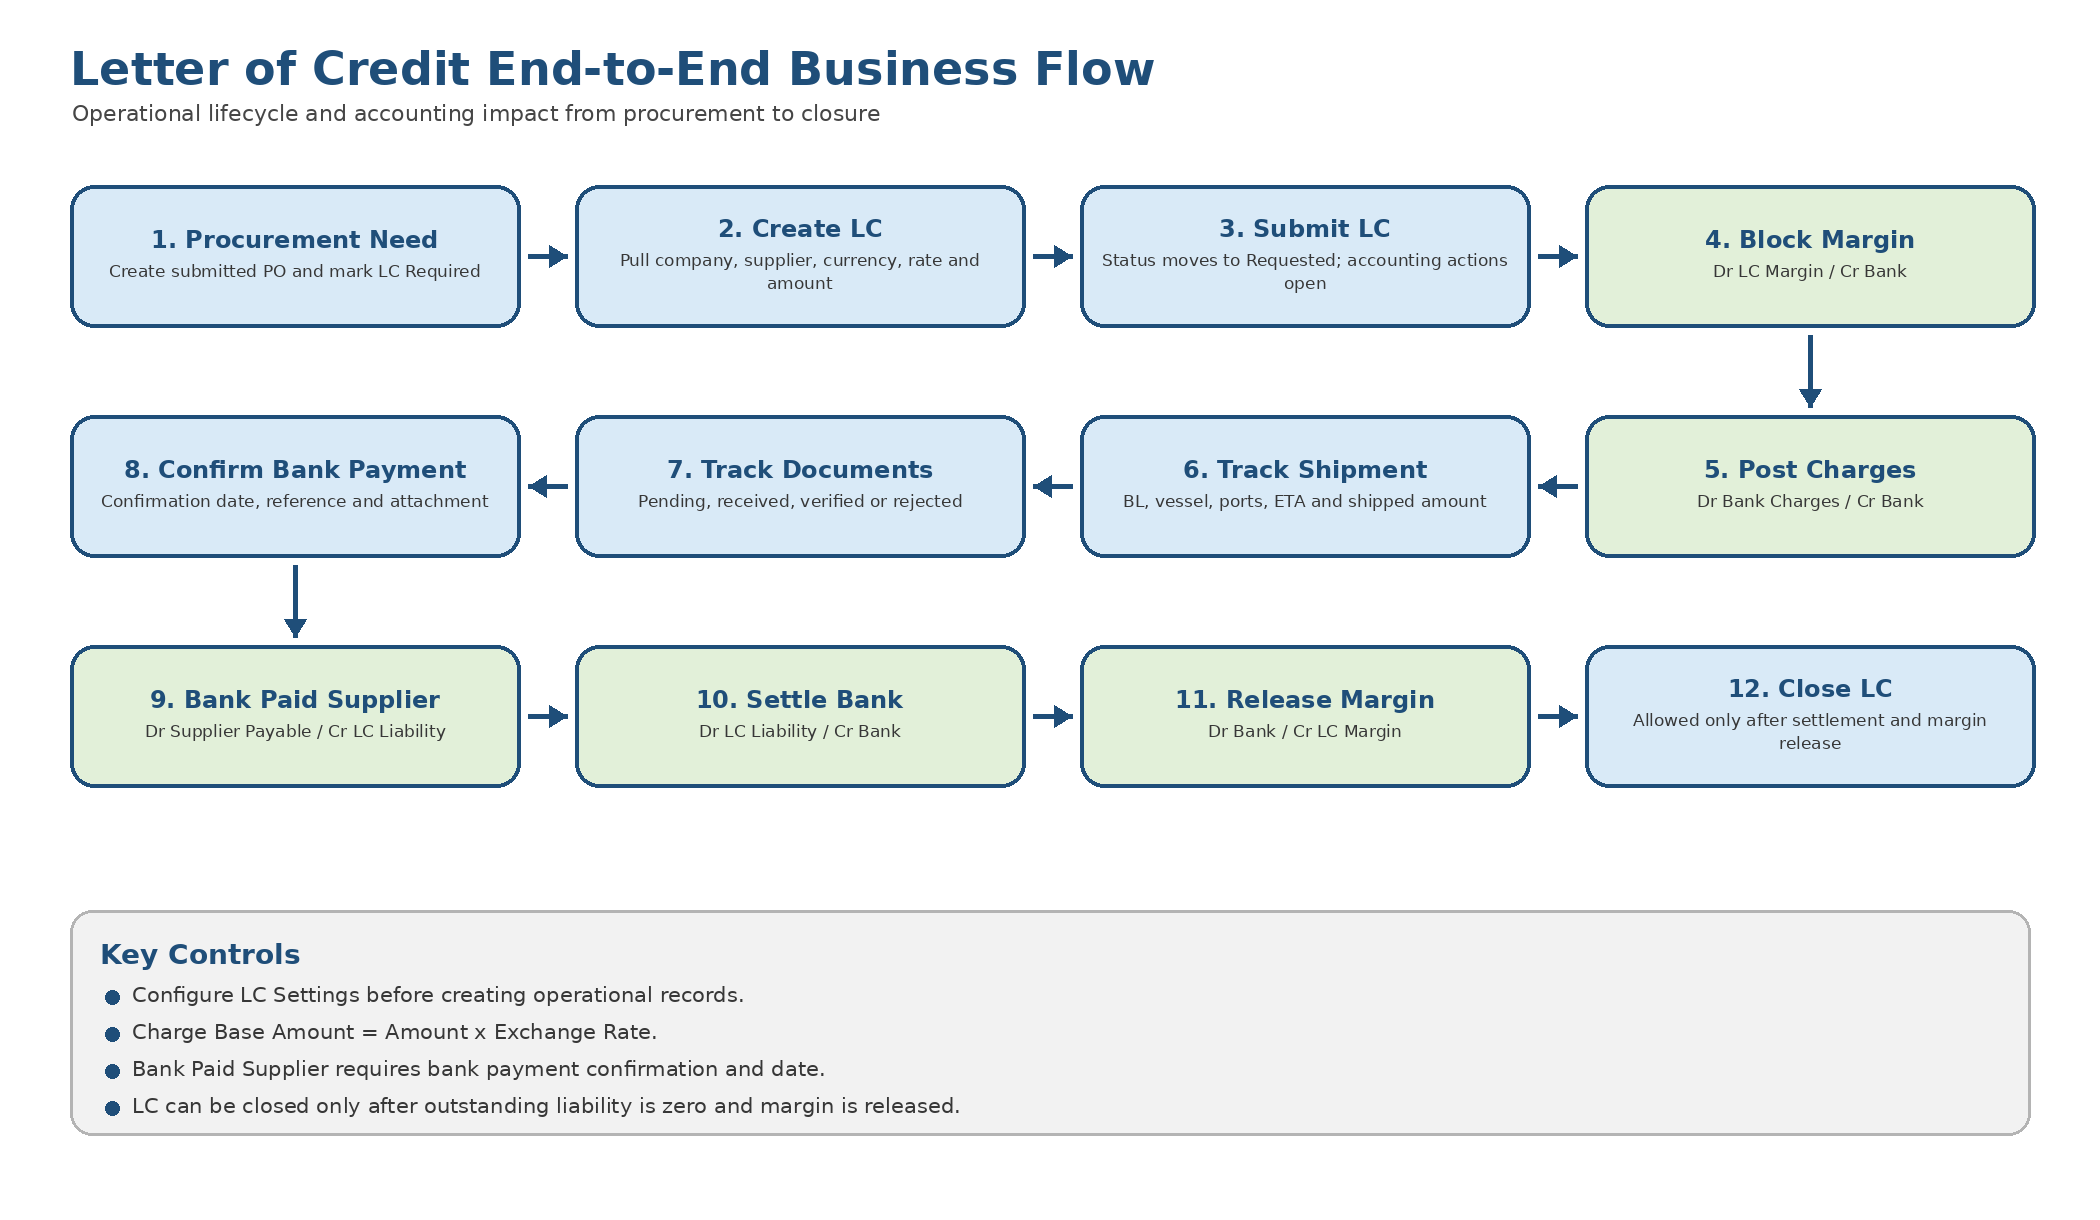 Letter of Credit End-to-End Business Flow
Operational lifecycle and accounting impact from procurement to closure
1. Procurement Need
Create submitted PO and mark LC Required
2. Create LC
Pull company, supplier, currency, rate and
amount
3. Submit LC
Status moves to Requested; accounting actions
open
4. Block Margin
Dr LC Margin / Cr Bank
5. Post Charges
Dr Bank Charges / Cr Bank
6. Track Shipment
BL, vessel, ports, ETA and shipped amount
7. Track Documents
Pending, received, verified or rejected
8. Confirm Bank Payment
Confirmation date, reference and attachment
9. Bank Paid Supplier
Dr Supplier Payable / Cr LC Liability
10. Settle Bank
Dr LC Liability / Cr Bank
11. Release Margin
Dr Bank / Cr LC Margin
12. Close LC
Allowed only after settlement and margin
release
Key Controls
Configure LC Settings before creating operational records.
Charge Base Amount = Amount x Exchange Rate.
Bank Paid Supplier requires bank payment confirmation and date.
LC can be closed only after outstanding liability is zero and margin is released.